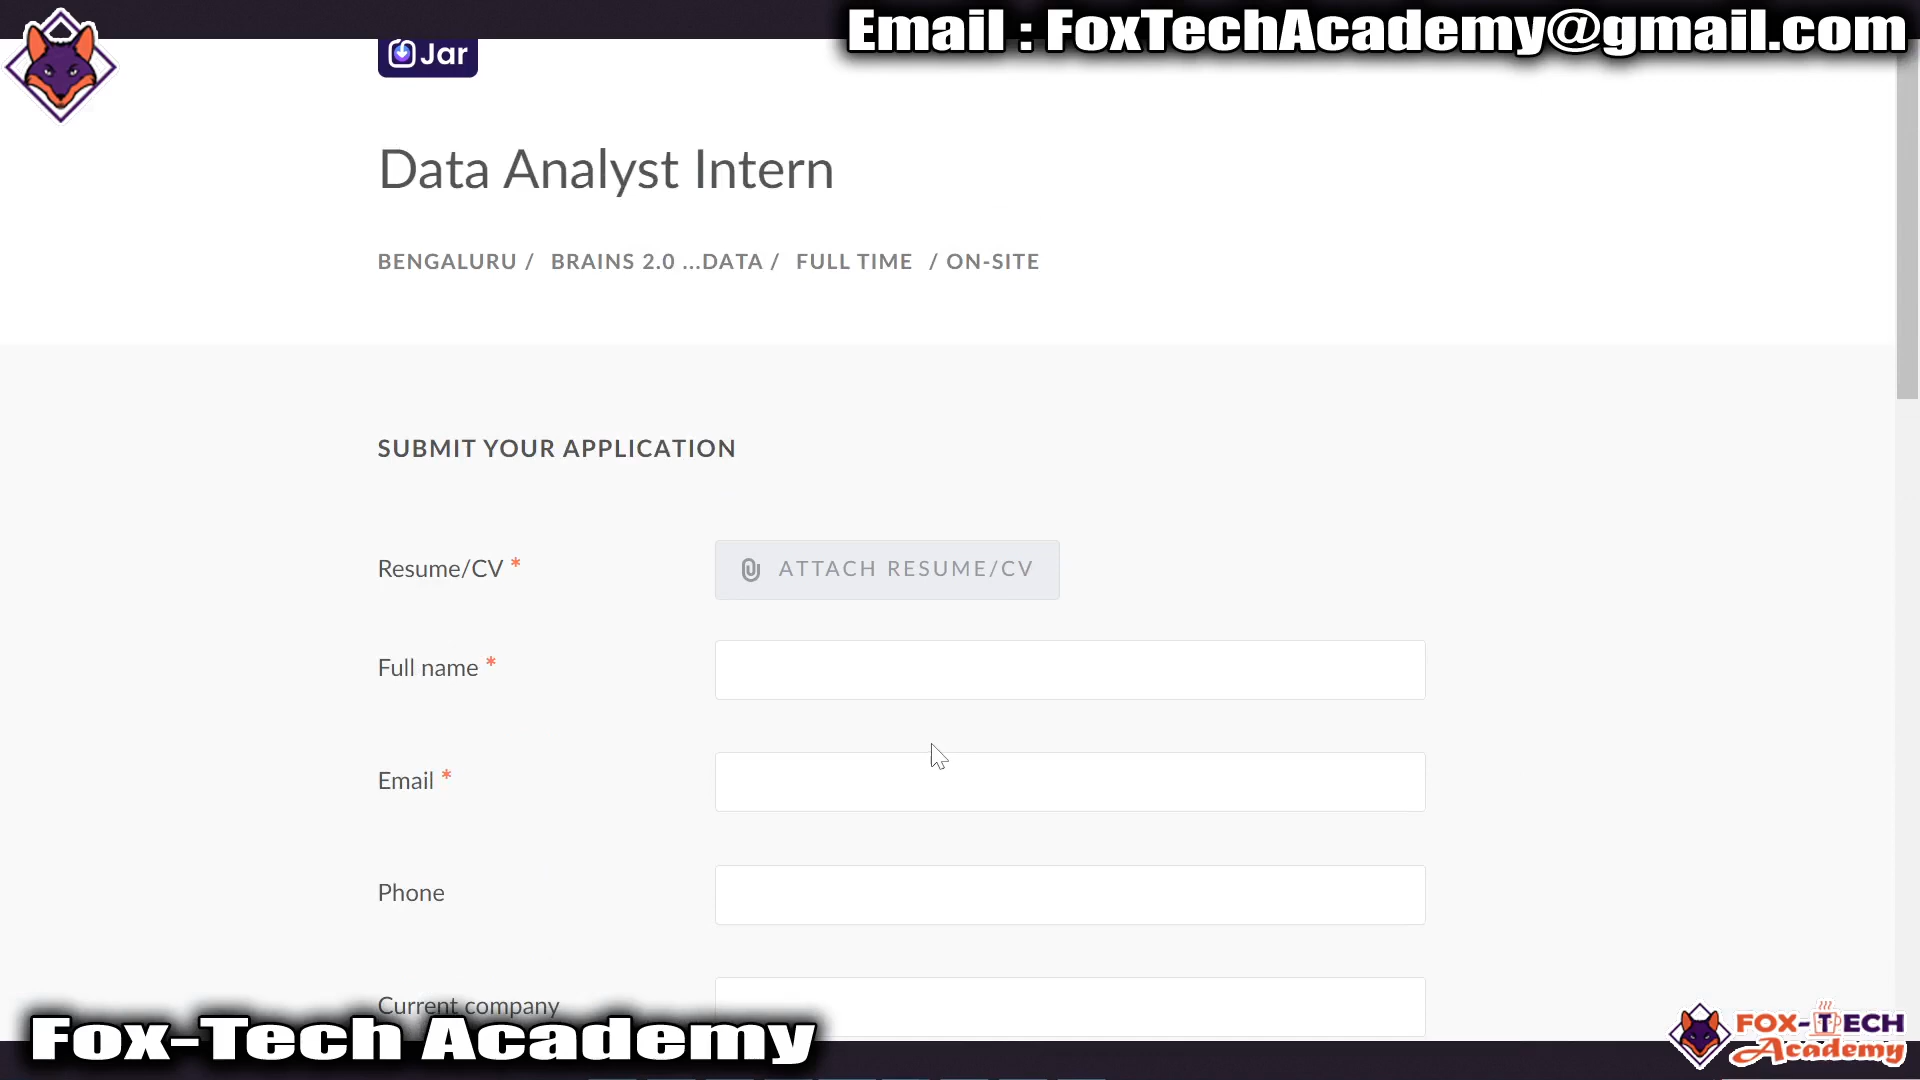 Email : FoxTechAcademy@gmail.com
Jar
Data Analyst Intern
BENGALURU / BRAINS 2.0 ...DATA / FULL TIME / ON-SITE
SUBMIT YOUR APPLICATION
Resume/CV *
ATTACH RESUME/CV
Full name *
Email *
Phone
Current company
Fox-Tech Academy
FOX-TECH
Academy